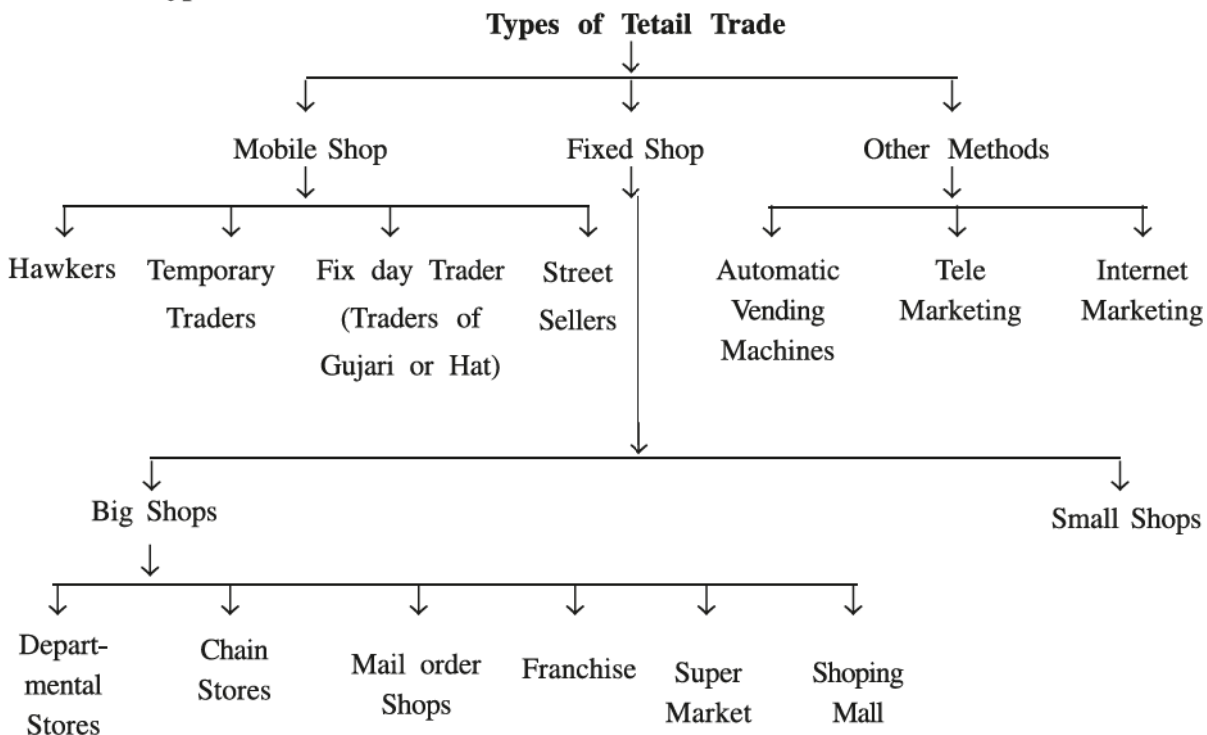 Types of Tetail Trade
Mobile Shop
Fixed Shop
Other Methods
Hawkers
Temporary
Traders
Fix day Trader
(Traders of
Gujari or Hat)
Street
Sellers
Automatic
Vending
Machines
Tele
Marketing
Internet
Marketing
Big Shops
Small Shops
Depart-
mental
Stores
Chain
Stores
Mail order
Shops
Franchise
Super
Market
Shoping
Mall